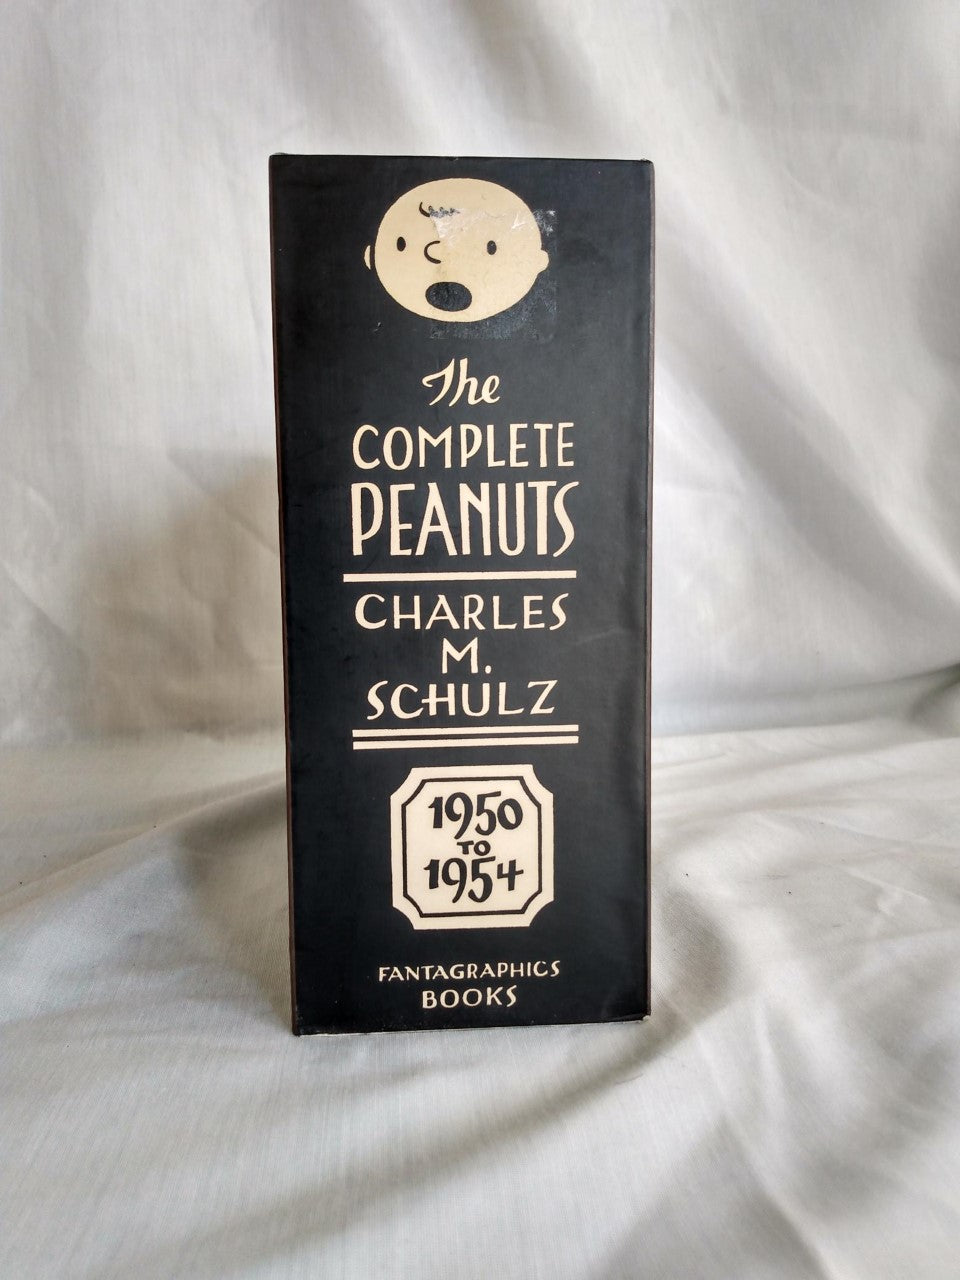 The
COMPLETE
PEANUTS
CHARLES
M.
SCHULZ
1950
TO
1954
FANTAGRAPHICS
BOOKS